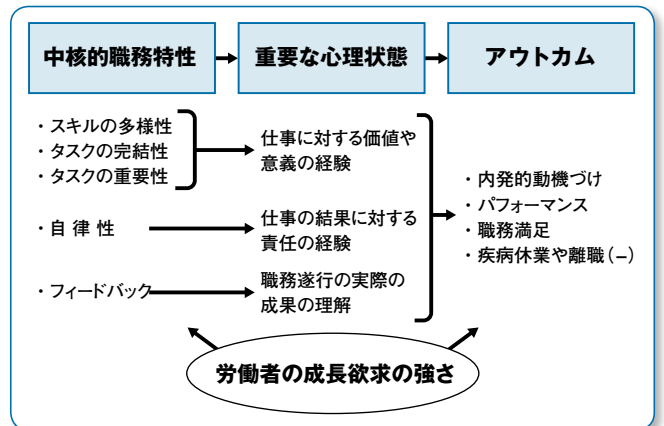 中核的職務特性
重要な心理状態
アウトカム
・スキルの多様性
・タスクの完結性
・タスクの重要性
仕事に対する価値や
意義の経験
・自 律 性
仕事の結果に対する
責任の経験
・フィードバック
職務遂行の実際の
成果の理解
・内発的動機づけ
・パフォーマンス
・職務満足
・疾病休業や離職(−)
労働者の成長欲求の強さ